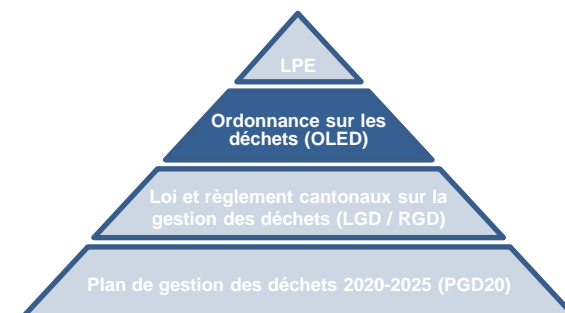 LPE
Ordonnance sur les
déchets (OLED)
Loi et règlement cantonaux sur la
gestion des déchets (LGD / RGD)
Plan de gestion des déchets 2020-2025 (PGD20)